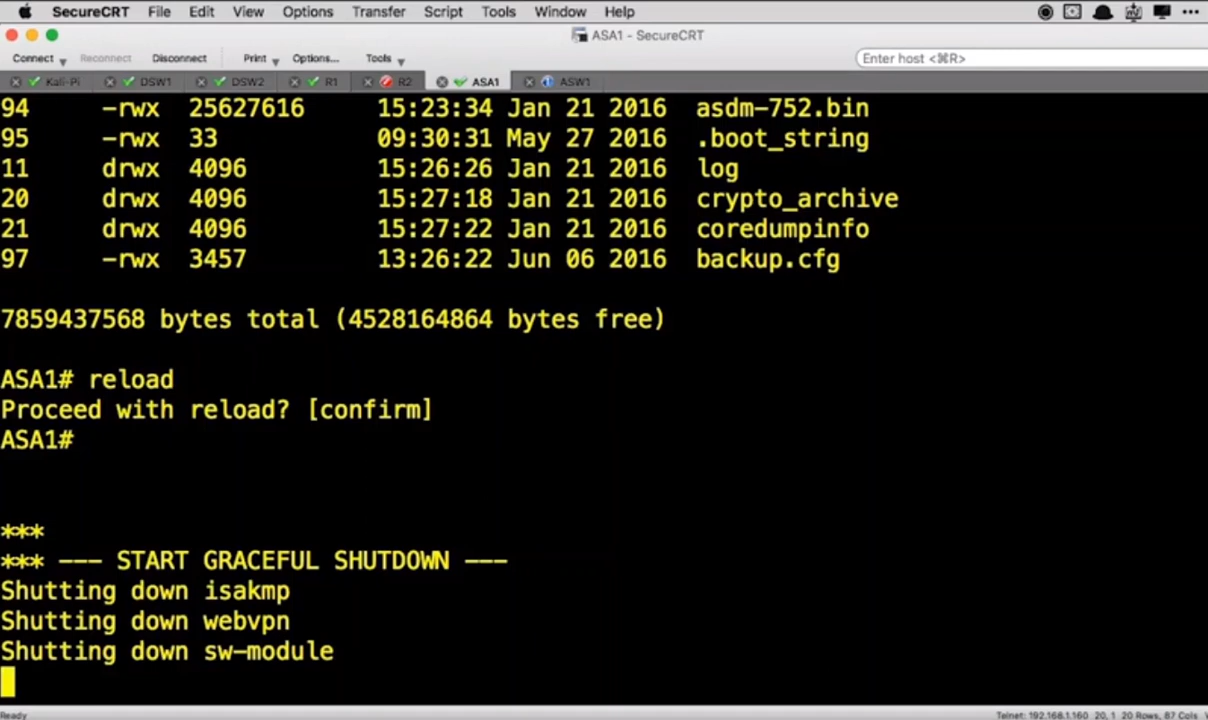 SecureCRT File Edit View Options Transfer Script Tools Window Help
ASA1 - SecureCRT
Connect Reconnect Disconnect Print Options... Tools Enter host <⌘R>
Kali-Pi DSW1 DSW2 R1 R2 ASA1 ASW1
94 -rwx 25627616 15:23:34 Jan 21 2016 asdm-752.bin
95 -rwx 33 09:30:31 May 27 2016 .boot_string
11 drwx 4096 15:26:26 Jan 21 2016 log
20 drwx 4096 15:27:18 Jan 21 2016 crypto_archive
21 drwx 4096 15:27:22 Jan 21 2016 coredumpinfo
97 -rwx 3457 13:26:22 Jun 06 2016 backup.cfg
7859437568 bytes total (4528164864 bytes free)
ASA1# reload
Proceed with reload? [confirm]
ASA1#
***
*** --- START GRACEFUL SHUTDOWN ---
Shutting down isakmp
Shutting down webvpn
Shutting down sw-module
Ready Telnet: 192.168.1.160 20, 1 20 Rows, 87 Cols